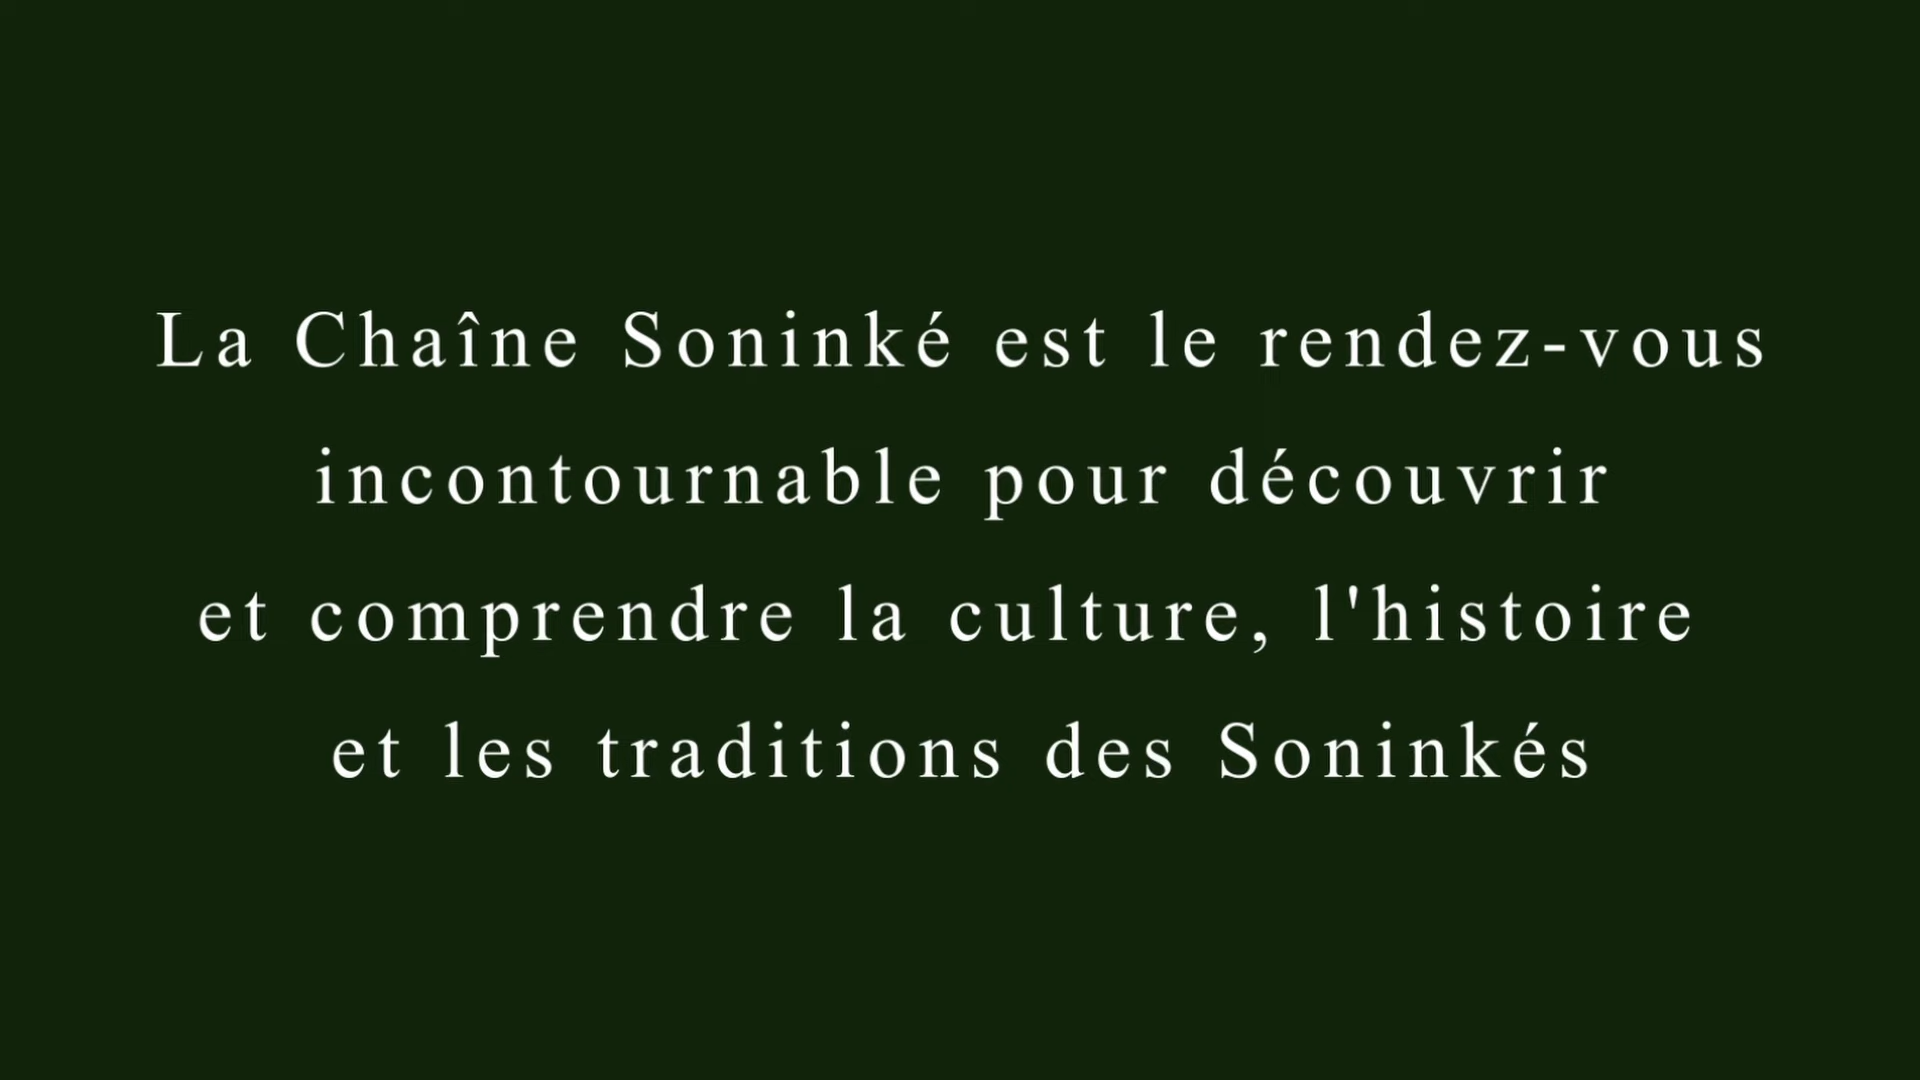 La Chaîne Soninké est le rendez-vous
incontournable pour découvrir
et comprendre la culture, l'histoire
et les traditions des Soninkés